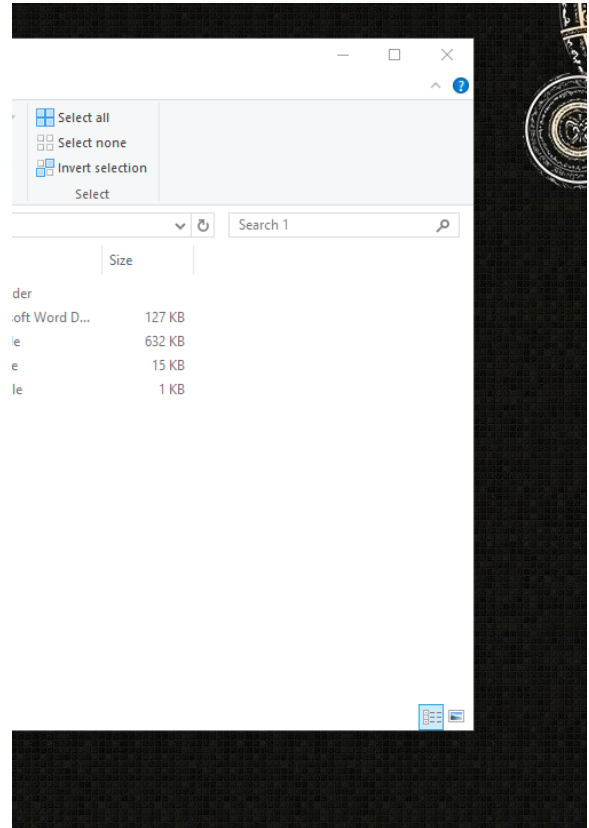 Select all
Select none
Invert selection
Select
Search 1
Size
der
oft Word D... 127 KB
le 632 KB
e 15 KB
le 1 KB